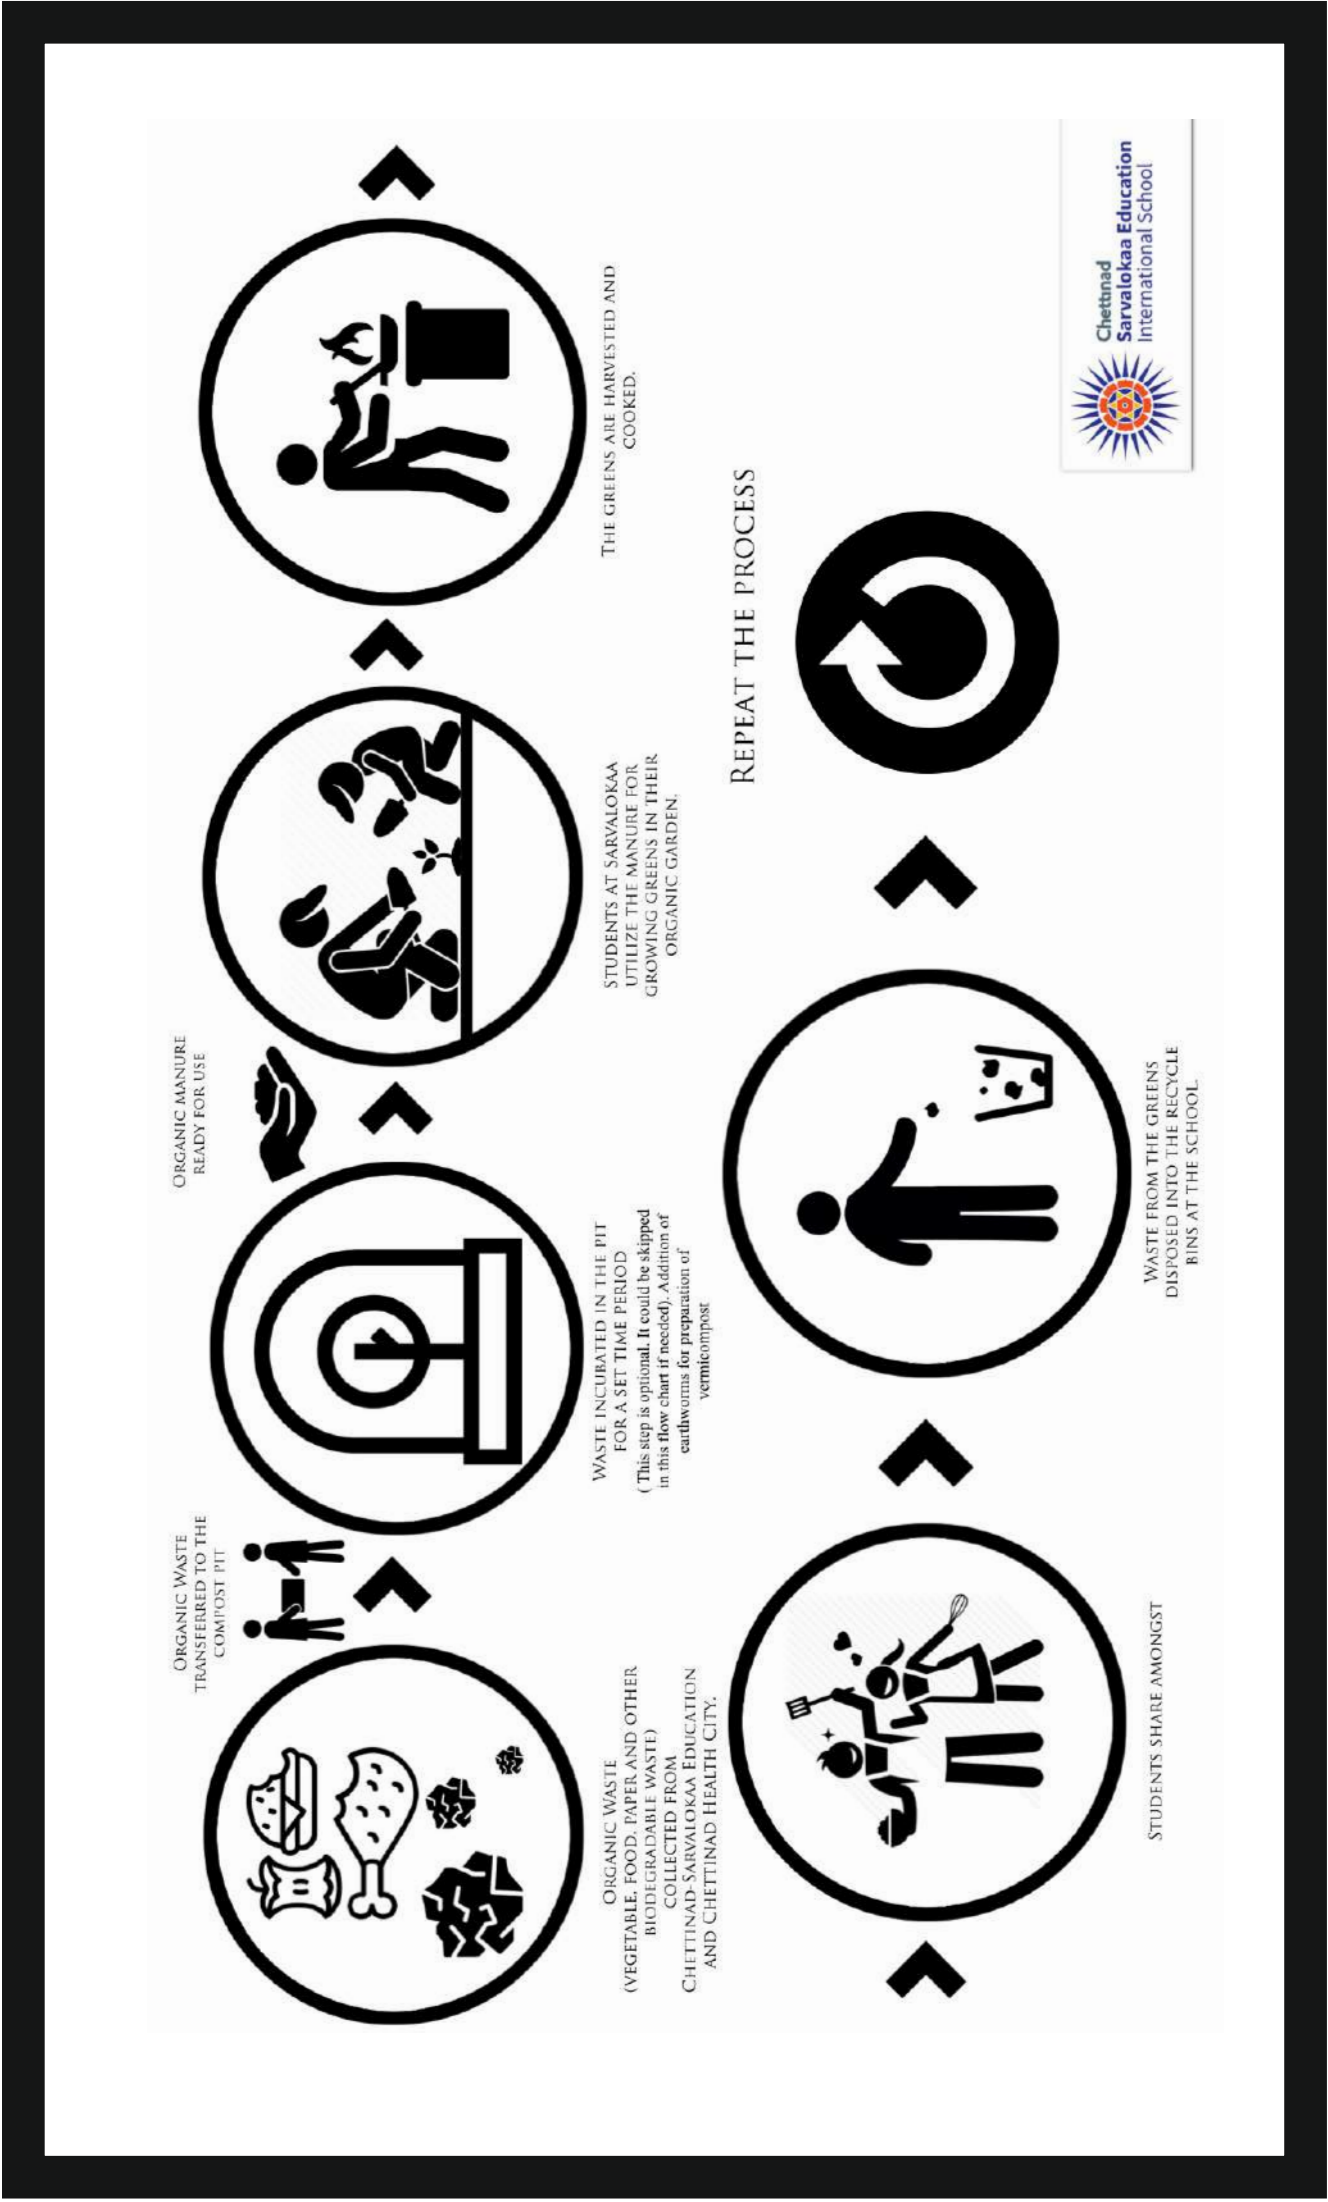 ORGANIC WASTE
TRANSFERRED TO THE
COMPOST PIT
ORGANIC MANURE
READY FOR USE
ORGANIC WASTE
(VEGETABLE, FOOD, PAPER AND OTHER
BIODEGRADABLE WASTE)
COLLECTED FROM
CHETTINAD-SARVALOKAA EDUCATION
AND CHETTINAD HEALTH CITY.
WASTE INCUBATED IN THE PIT
FOR A SET TIME PERIOD
( This step is optional. It could be skipped
in this flow chart if needed). Addition of
earthworms for preparation of
vermicompost
STUDENTS AT SARVALOKAA
UTILIZE THE MANURE FOR
GROWING GREENS IN THEIR
ORGANIC GARDEN.
THE GREENS ARE HARVESTED AND
COOKED.
STUDENTS SHARE AMONGST
WASTE FROM THE GREENS
DISPOSED INTO THE RECYCLE
BINS AT THE SCHOOL.
REPEAT THE PROCESS
Chettinad
Sarvalokaa Education
International School